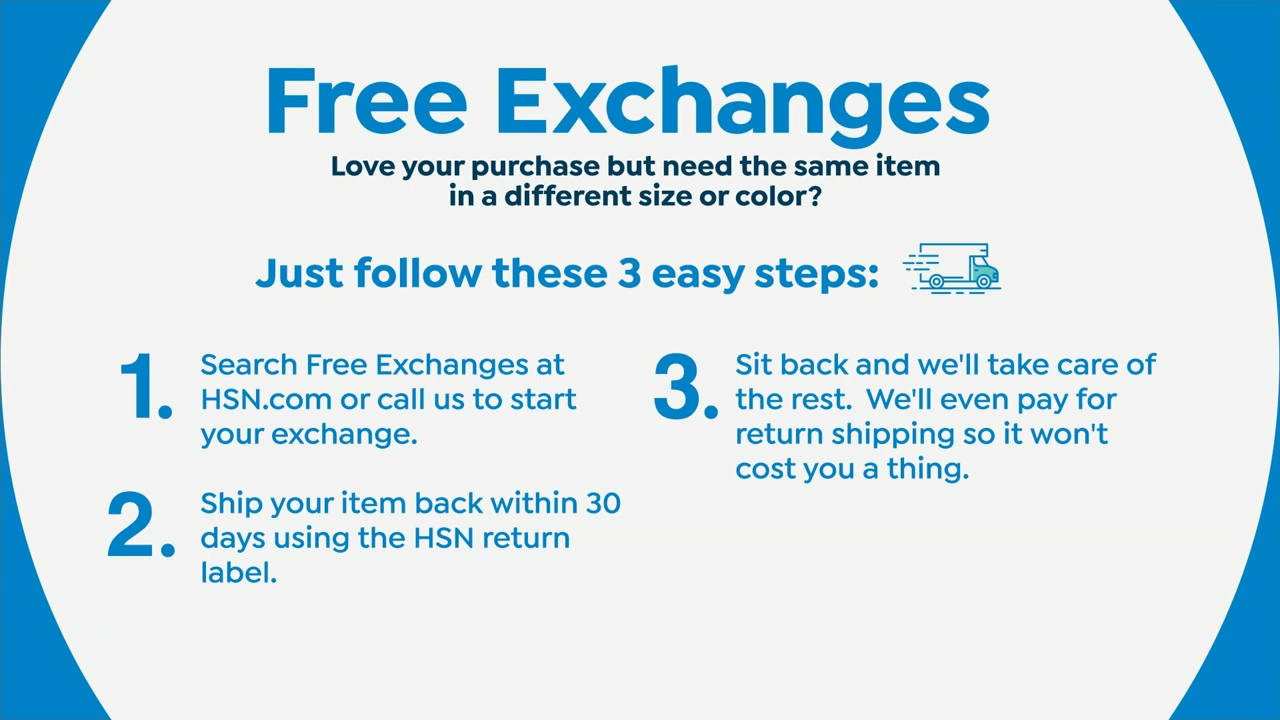 Free Exchanges
Love your purchase but need the same item
in a different size or color?
Just follow these 3 easy steps:
1. Search Free Exchanges at
HSN.com or call us to start
your exchange.
2. Ship your item back within 30
days using the HSN return
label.
3. Sit back and we'll take care of
the rest.  We'll even pay for
return shipping so it won't
cost you a thing.